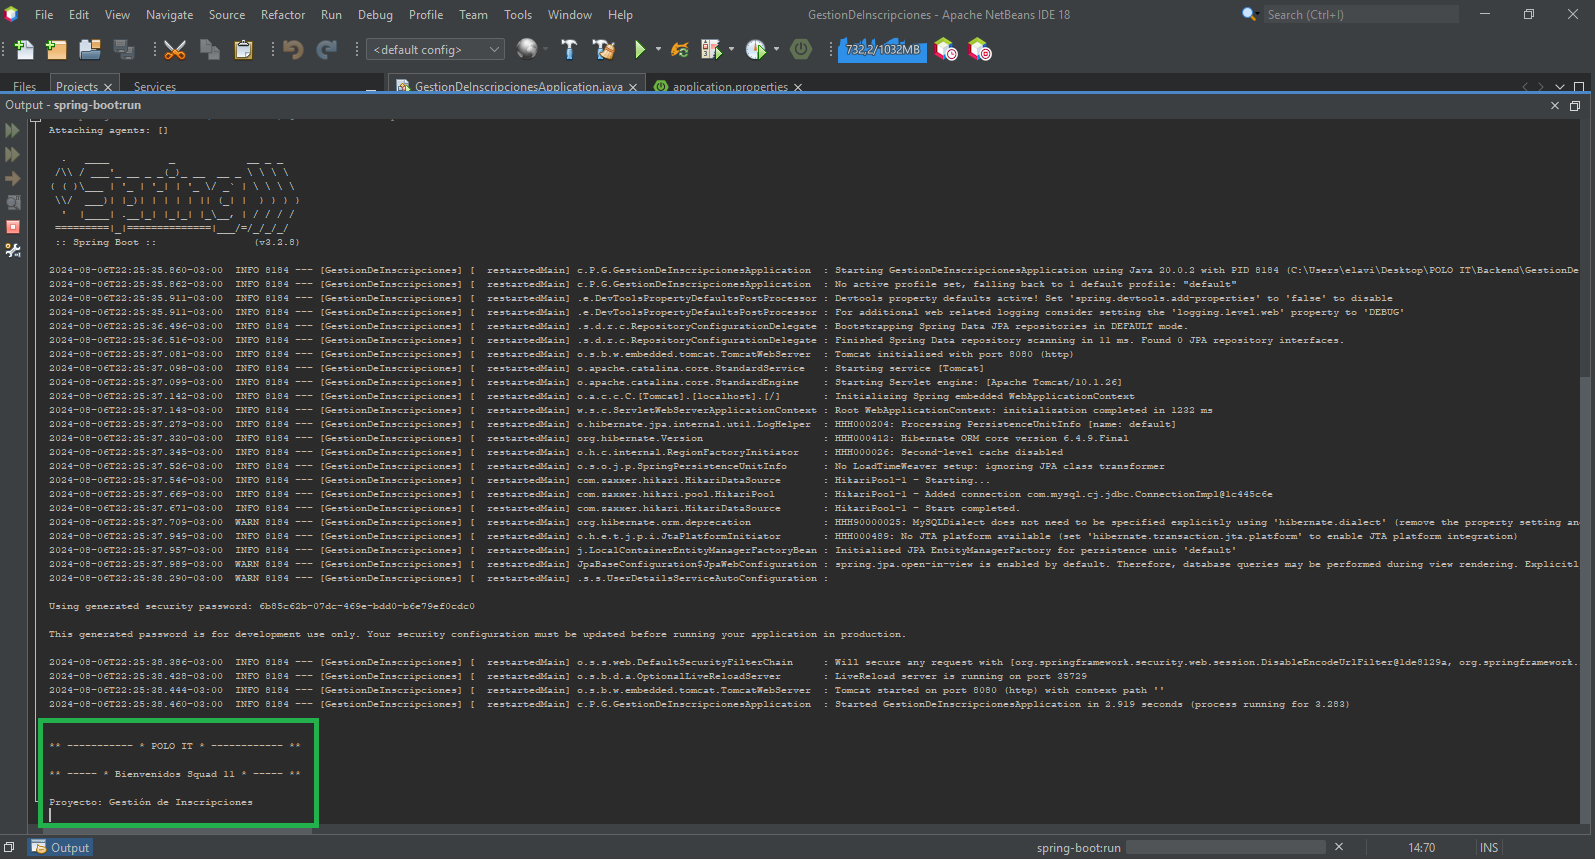 File Edit View Navigate Source Refactor Run Debug Profile Team Tools Window Help
GestionDeInscripciones - Apache NetBeans IDE 18
Search (Ctrl+I)
<default config>
732,2/1032MB
Files Projects Services GestionDeInscripcionesApplication.java application.properties
Output - spring-boot:run
Attaching agents: []
:: Spring Boot :: (v3.2.8)
2024-08-06T22:25:35.860-03:00 INFO 8184 --- [GestionDeInscripciones] [ restartedMain] c.P.G.GestionDeInscripcionesApplication : Starting GestionDeInscripcionesApplication using Java 20.0.2 with PID 8184 (C:\Users\elavi\Desktop\POLO IT\Backend\GestionDe
2024-08-06T22:25:35.862-03:00 INFO 8184 --- [GestionDeInscripciones] [ restartedMain] c.P.G.GestionDeInscripcionesApplication : No active profile set, falling back to 1 default profile: "default"
2024-08-06T22:25:35.911-03:00 INFO 8184 --- [GestionDeInscripciones] [ restartedMain] .e.DevToolsPropertyDefaultsPostProcessor : Devtools property defaults active! Set 'spring.devtools.add-properties' to 'false' to disable
2024-08-06T22:25:35.911-03:00 INFO 8184 --- [GestionDeInscripciones] [ restartedMain] .e.DevToolsPropertyDefaultsPostProcessor : For additional web related logging consider setting the 'logging.level.web' property to 'DEBUG'
2024-08-06T22:25:36.496-03:00 INFO 8184 --- [GestionDeInscripciones] [ restartedMain] .s.d.r.c.RepositoryConfigurationDelegate : Bootstrapping Spring Data JPA repositories in DEFAULT mode.
2024-08-06T22:25:36.516-03:00 INFO 8184 --- [GestionDeInscripciones] [ restartedMain] .s.d.r.c.RepositoryConfigurationDelegate : Finished Spring Data repository scanning in 11 ms. Found 0 JPA repository interfaces.
2024-08-06T22:25:37.081-03:00 INFO 8184 --- [GestionDeInscripciones] [ restartedMain] o.s.b.w.embedded.tomcat.TomcatWebServer : Tomcat initialized with port 8080 (http)
2024-08-06T22:25:37.098-03:00 INFO 8184 --- [GestionDeInscripciones] [ restartedMain] o.apache.catalina.core.StandardService : Starting service [Tomcat]
2024-08-06T22:25:37.099-03:00 INFO 8184 --- [GestionDeInscripciones] [ restartedMain] o.apache.catalina.core.StandardEngine : Starting Servlet engine: [Apache Tomcat/10.1.26]
2024-08-06T22:25:37.142-03:00 INFO 8184 --- [GestionDeInscripciones] [ restartedMain] o.a.c.c.C.[Tomcat].[localhost].[/] : Initializing Spring embedded WebApplicationContext
2024-08-06T22:25:37.143-03:00 INFO 8184 --- [GestionDeInscripciones] [ restartedMain] w.s.c.ServletWebServerApplicationContext : Root WebApplicationContext: initialization completed in 1232 ms
2024-08-06T22:25:37.273-03:00 INFO 8184 --- [GestionDeInscripciones] [ restartedMain] o.hibernate.jpa.internal.util.LogHelper : HHH000204: Processing PersistenceUnitInfo [name: default]
2024-08-06T22:25:37.320-03:00 INFO 8184 --- [GestionDeInscripciones] [ restartedMain] org.hibernate.Version : HHH000412: Hibernate ORM core version 6.4.9.Final
2024-08-06T22:25:37.345-03:00 INFO 8184 --- [GestionDeInscripciones] [ restartedMain] o.h.c.internal.RegionFactoryInitiator : HHH000026: Second-level cache disabled
2024-08-06T22:25:37.526-03:00 INFO 8184 --- [GestionDeInscripciones] [ restartedMain] o.s.o.j.p.SpringPersistenceUnitInfo : No LoadTimeWeaver setup: ignoring JPA class transformer
2024-08-06T22:25:37.546-03:00 INFO 8184 --- [GestionDeInscripciones] [ restartedMain] com.zaxxer.hikari.HikariDataSource : HikariPool-1 - Starting...
2024-08-06T22:25:37.669-03:00 INFO 8184 --- [GestionDeInscripciones] [ restartedMain] com.zaxxer.hikari.pool.HikariPool : HikariPool-1 - Added connection com.mysql.cj.jdbc.ConnectionImpl@1c445c6e
2024-08-06T22:25:37.671-03:00 INFO 8184 --- [GestionDeInscripciones] [ restartedMain] com.zaxxer.hikari.HikariDataSource : HikariPool-1 - Start completed.
2024-08-06T22:25:37.709-03:00 WARN 8184 --- [GestionDeInscripciones] [ restartedMain] org.hibernate.orm.deprecation : HHH90000025: MySQLDialect does not need to be specified explicitly using 'hibernate.dialect' (remove the property setting an
2024-08-06T22:25:37.949-03:00 INFO 8184 --- [GestionDeInscripciones] [ restartedMain] o.h.e.t.j.p.i.JtaPlatformInitiator : HHH000489: No JTA platform available (set 'hibernate.transaction.jta.platform' to enable JTA platform integration)
2024-08-06T22:25:37.957-03:00 INFO 8184 --- [GestionDeInscripciones] [ restartedMain] j.LocalContainerEntityManagerFactoryBean : Initialized JPA EntityManagerFactory for persistence unit 'default'
2024-08-06T22:25:37.989-03:00 WARN 8184 --- [GestionDeInscripciones] [ restartedMain] JpaBaseConfiguration$JpaWebConfiguration : spring.jpa.open-in-view is enabled by default. Therefore, database queries may be performed during view rendering. Explicitl
2024-08-06T22:25:38.290-03:00 WARN 8184 --- [GestionDeInscripciones] [ restartedMain] .s.s.UserDetailsServiceAutoConfiguration :
Using generated security password: 6b85c62b-07dc-469e-bdd0-b6e79ef0cdc0
This generated password is for development use only. Your security configuration must be updated before running your application in production.
2024-08-06T22:25:38.386-03:00 INFO 8184 --- [GestionDeInscripciones] [ restartedMain] o.s.s.web.DefaultSecurityFilterChain : Will secure any request with [org.springframework.security.web.session.DisableEncodeUrlFilter@1de8129a, org.springframework.
2024-08-06T22:25:38.428-03:00 INFO 8184 --- [GestionDeInscripciones] [ restartedMain] o.s.b.d.a.OptionalLiveReloadServer : LiveReload server is running on port 35729
2024-08-06T22:25:38.444-03:00 INFO 8184 --- [GestionDeInscripciones] [ restartedMain] o.s.b.w.embedded.tomcat.TomcatWebServer : Tomcat started on port 8080 (http) with context path ''
2024-08-06T22:25:38.460-03:00 INFO 8184 --- [GestionDeInscripciones] [ restartedMain] c.P.G.GestionDeInscripcionesApplication : Started GestionDeInscripcionesApplication in 2.919 seconds (process running for 3.283)
** ----------- * POLO IT * ------------ **
** ----- * Bienvenidos Squad 11 * ----- **
Proyecto: Gestión de Inscripciones
Output
spring-boot:run
14:70
INS